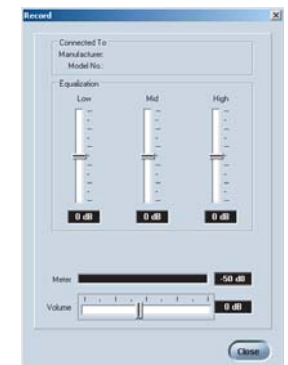 Record
Connected To
Manufacturer:
Model No.:
Equalization
Low Mid High
0 dB 0 dB 0 dB
Meter -50 dB
Volume 0 dB
Close